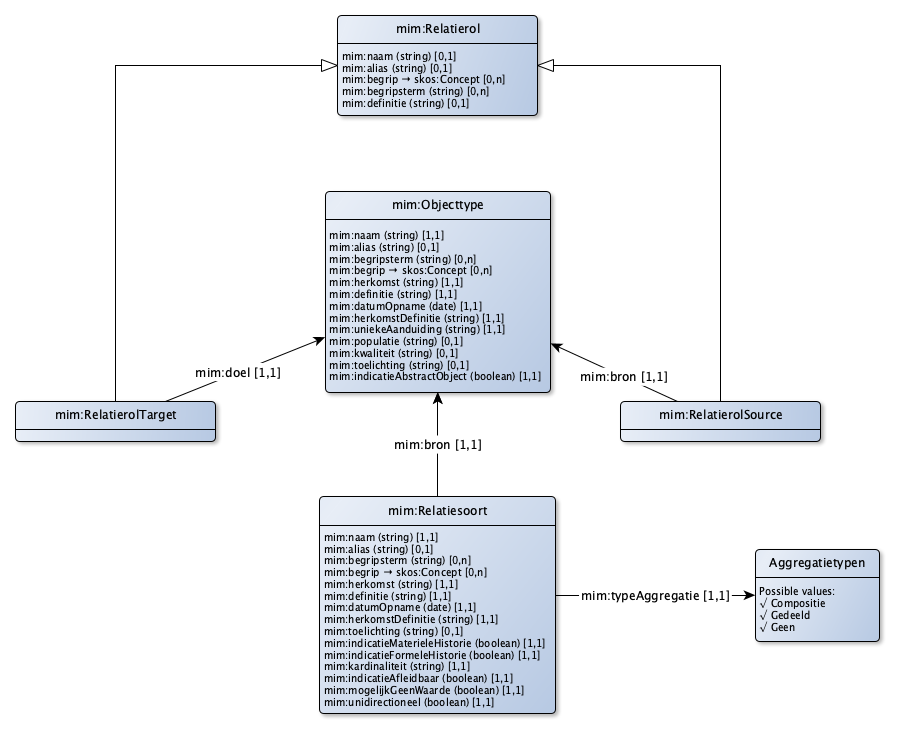 mim:Relatierol
mim:naam (string) [0,1]
mim:alias (string) [0,1]
mim:begrip → skos:Concept [0,n]
mim:begripsterm (string) [0,n]
mim:definitie (string) [0,1]
mim:Objecttype
mim:naam (string) [1,1]
mim:alias (string) [0,1]
mim:begripsterm (string) [0,n]
mim:begrip → skos:Concept [0,n]
mim:herkomst (string) [1,1]
mim:definitie (string) [1,1]
mim:datumOpname (date) [1,1]
mim:herkomstDefinitie (string) [1,1]
mim:uniekeAanduiding (string) [1,1]
mim:populatie (string) [0,1]
mim:kwaliteit (string) [0,1]
mim:toelichting (string) [0,1]
mim:indicatieAbstractObject (boolean) [1,1]
mim:doel [1,1]
mim:bron [1,1]
mim:RelatierolTarget
mim:RelatierolSource
mim:bron [1,1]
mim:Relatiesoort
mim:naam (string) [1,1]
mim:alias (string) [0,1]
mim:begripsterm (string) [0,n]
mim:begrip → skos:Concept [0,n]
mim:herkomst (string) [1,1]
mim:definitie (string) [1,1]
mim:datumOpname (date) [1,1]
mim:herkomstDefinitie (string) [1,1]
mim:toelichting (string) [0,1]
mim:indicatieMaterieleHistorie (boolean) [1,1]
mim:indicatieFormeleHistorie (boolean) [1,1]
mim:kardinaliteit (string) [1,1]
mim:indicatieAfleidbaar (boolean) [1,1]
mim:mogelijkGeenWaarde (boolean) [1,1]
mim:unidirectioneel (boolean) [1,1]
mim:typeAggregatie [1,1]
Aggregatietypen
Possible values:
√ Compositie
√ Gedeeld
√ Geen